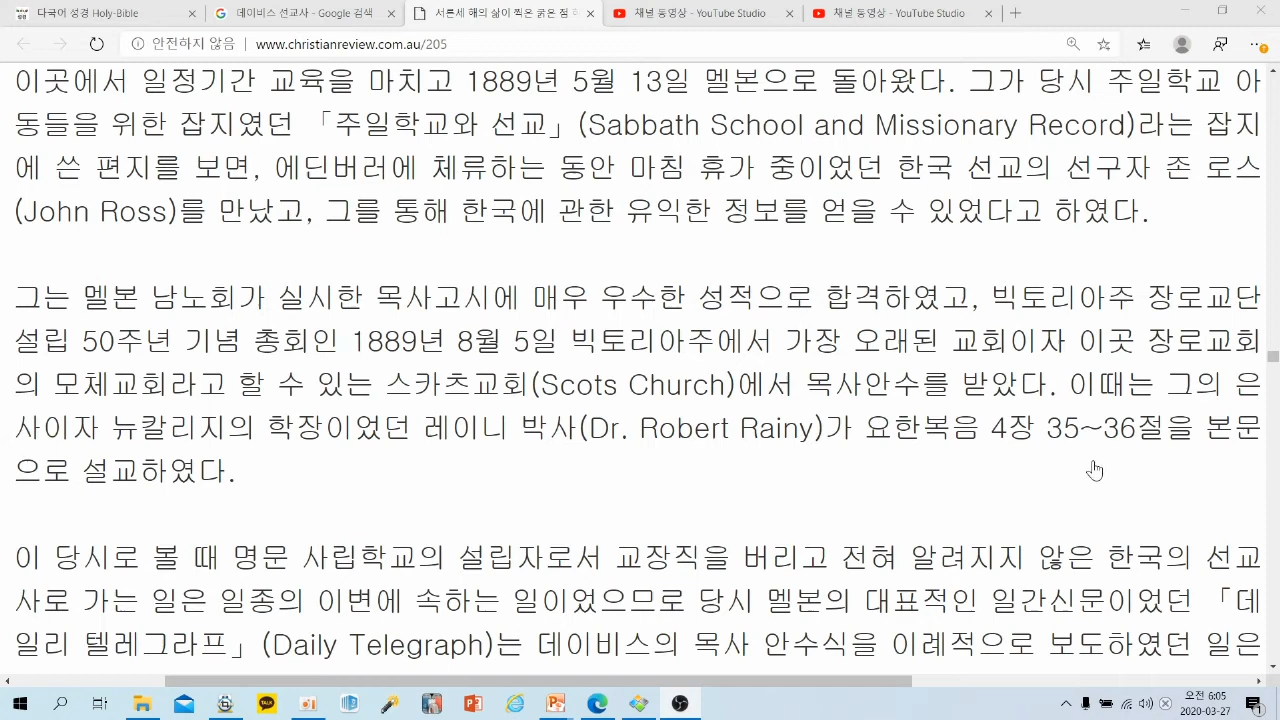 다국어 성경 Holy-Bible
데이비스 선교사 - Google 검색
서른세 해의 삶이 찍은 굵은 점
채널 동영상 - YouTube Studio
채널 동영상 - YouTube Studio
안전하지 않음 www.christianreview.com.au/205
이곳에서 일정기간 교육을 마치고 1889년 5월 13일 멜본으로 돌아왔다. 그가 당시 주일학교 아
동들을 위한 잡지였던 「주일학교와 선교」(Sabbath School and Missionary Record)라는 잡지
에 쓴 편지를 보면, 에딘버러에 체류하는 동안 마침 휴가 중이었던 한국 선교의 선구자 존 로스
(John Ross)를 만났고, 그를 통해 한국에 관한 유익한 정보를 얻을 수 있었다고 하였다.
그는 멜본 남노회가 실시한 목사고시에 매우 우수한 성적으로 합격하였고, 빅토리아주 장로교단
설립 50주년 기념 총회인 1889년 8월 5일 빅토리아주에서 가장 오래된 교회이자 이곳 장로교회
의 모체교회라고 할 수 있는 스카츠교회(Scots Church)에서 목사안수를 받았다. 이때는 그의 은
사이자 뉴칼리지의 학장이었던 레이니 박사(Dr. Robert Rainy)가 요한복음 4장 35~36절을 본문
으로 설교하였다.
이 당시로 볼 때 명문 사립학교의 설립자로서 교장직을 버리고 전혀 알려지지 않은 한국의 선교
사로 가는 일은 일종의 이변에 속하는 일이었으므로 당시 멜본의 대표적인 일간신문이었던 「데
일리 텔레그라프」(Daily Telegraph)는 데이비스의 목사 안수식을 이례적으로 보도하였던 일은
TALK
오전 6:05
2020-03-27